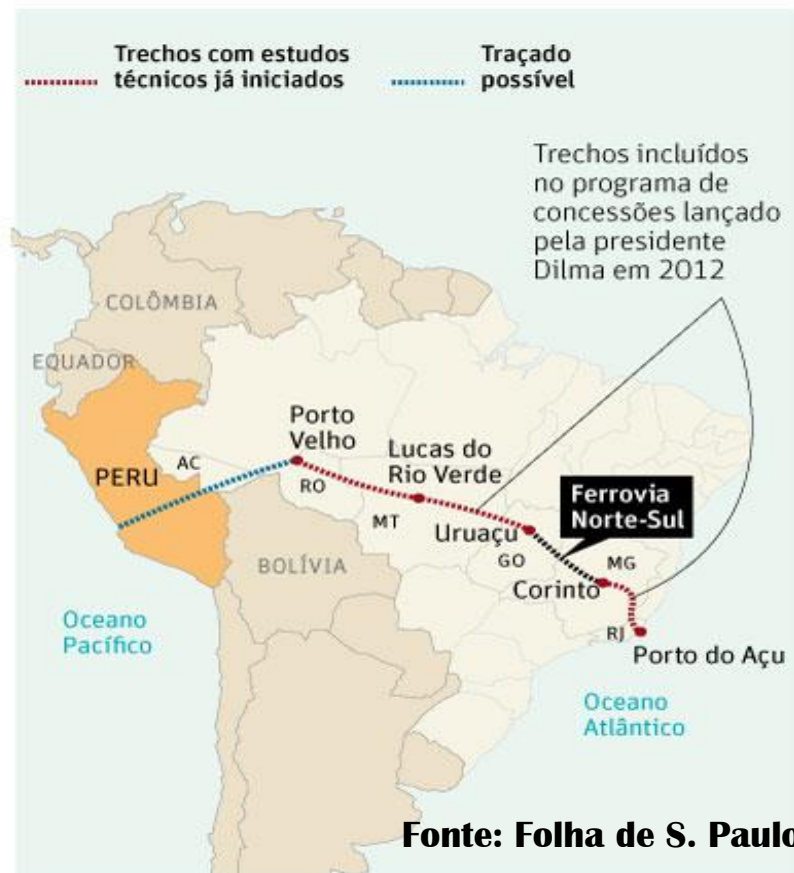 Trechos com estudos
técnicos já iniciados
Traçado
possível
Trechos incluídos
no programa de
concessões lançado
pela presidente
Dilma em 2012
COLÔMBIA
EQUADOR
PERU
AC
Porto
Velho
RO
Lucas do
Rio Verde
MT
Ferrovia
Norte-Sul
Uruaçu
GO
MG
BOLÍVIA
Corinto
RJ
Porto do Açu
Oceano
Pacífico
Oceano
Atlântico
Fonte: Folha de S. Paulo